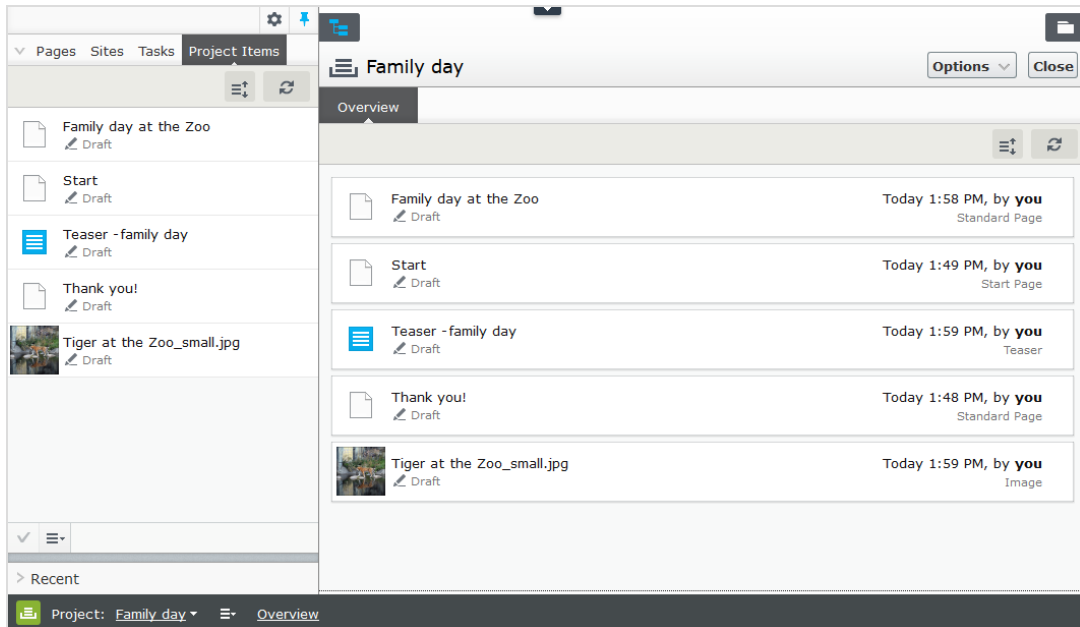 Pages Sites Tasks Project Items
Family day at the Zoo
Draft
Start
Draft
Teaser -family day
Draft
Thank you!
Draft
Tiger at the Zoo_small.jpg
Draft
Recent
Family day
Options
Close
Overview
Family day at the Zoo Today 1:58 PM, by you
Draft Standard Page
Start Today 1:49 PM, by you
Draft Start Page
Teaser -family day Today 1:59 PM, by you
Draft Teaser
Thank you! Today 1:48 PM, by you
Draft Standard Page
Tiger at the Zoo_small.jpg Today 1:59 PM, by you
Draft Image
Project: Family day Overview